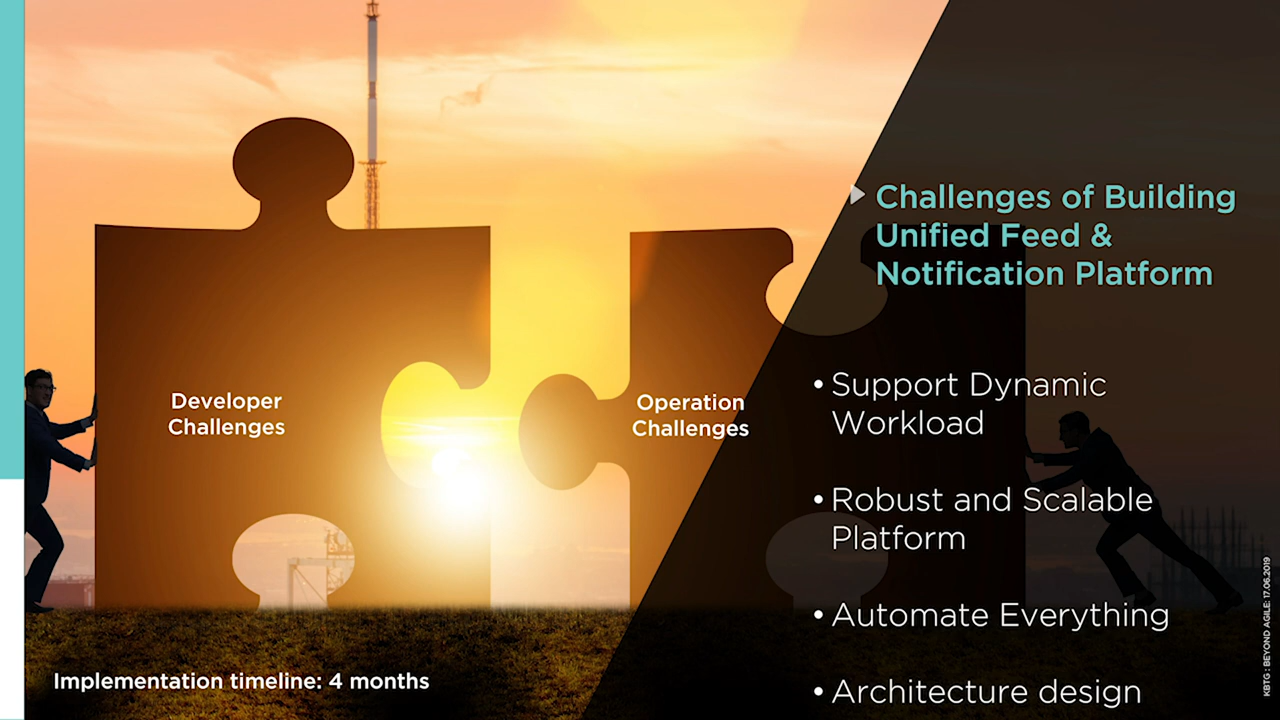 Challenges of Building
Unified Feed &
Notification Platform
Developer
Challenges
Operation
Challenges
• Support Dynamic
Workload
• Robust and Scalable
Platform
• Automate Everything
• Architecture design
Implementation timeline: 4 months
KBTG : BEYOND AGILE: 17.06.2019